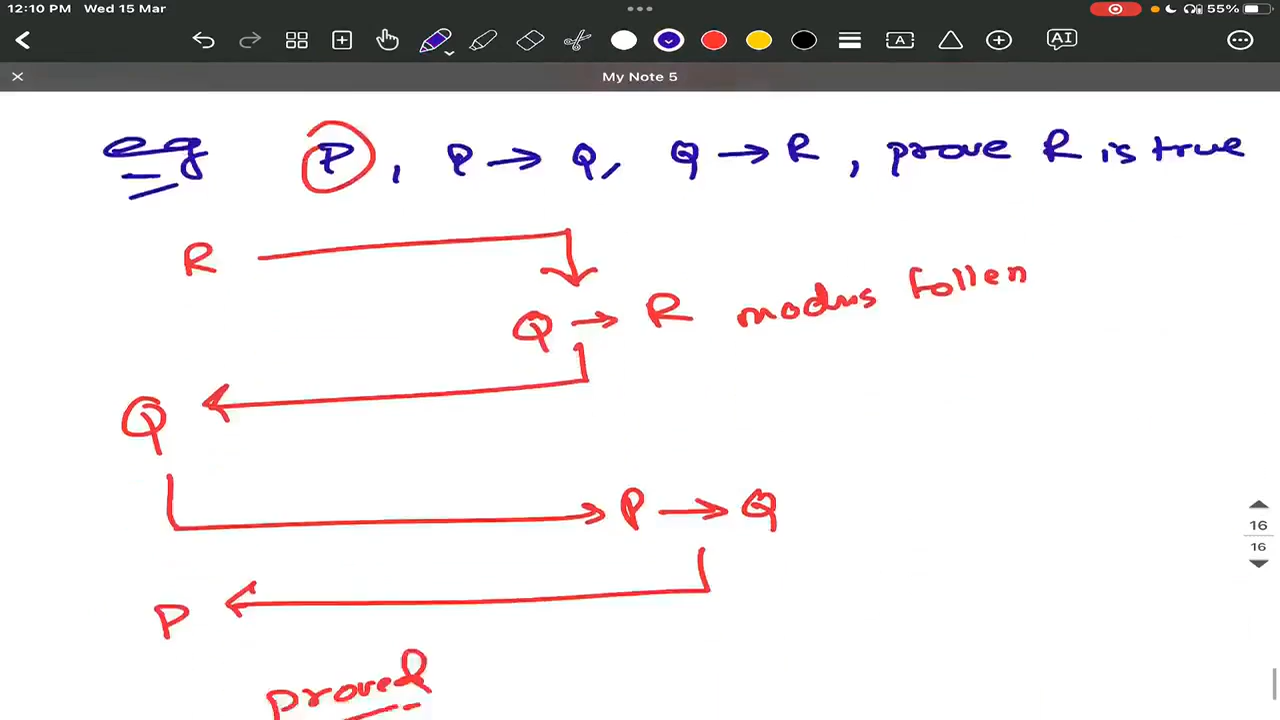 12:10 PM Wed 15 Mar 55%
A AI
My Note 5
eg P, P → Q, Q → R, prove R is true
R
Q → R modus follen
Q
P → Q
P
proved
16
16